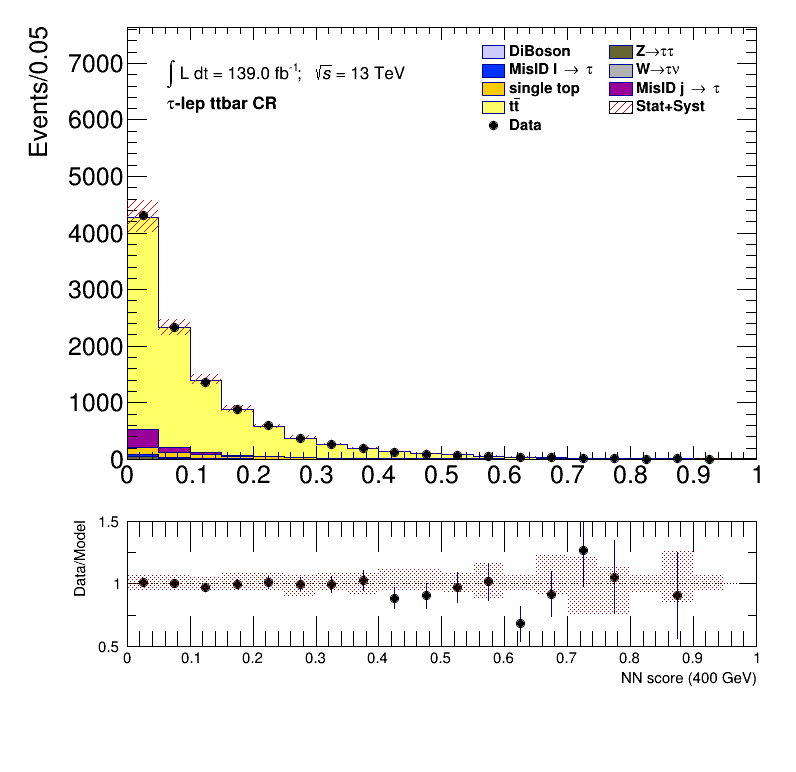 Events/0.05
7000
6000
5000
4000
3000
2000
1000
0
∫ L dt = 139.0 fb⁻¹; √s = 13 TeV
τ-lep ttbar CR
DiBoson
MisID l → τ
single top
tt̄
Data
Z→ττ
W→τν
MisID j → τ
Stat+Syst
0 0.1 0.2 0.3 0.4 0.5 0.6 0.7 0.8 0.9 1
Data/Model
1.5
1
0.5
0 0.1 0.2 0.3 0.4 0.5 0.6 0.7 0.8 0.9 1
NN score (400 GeV)